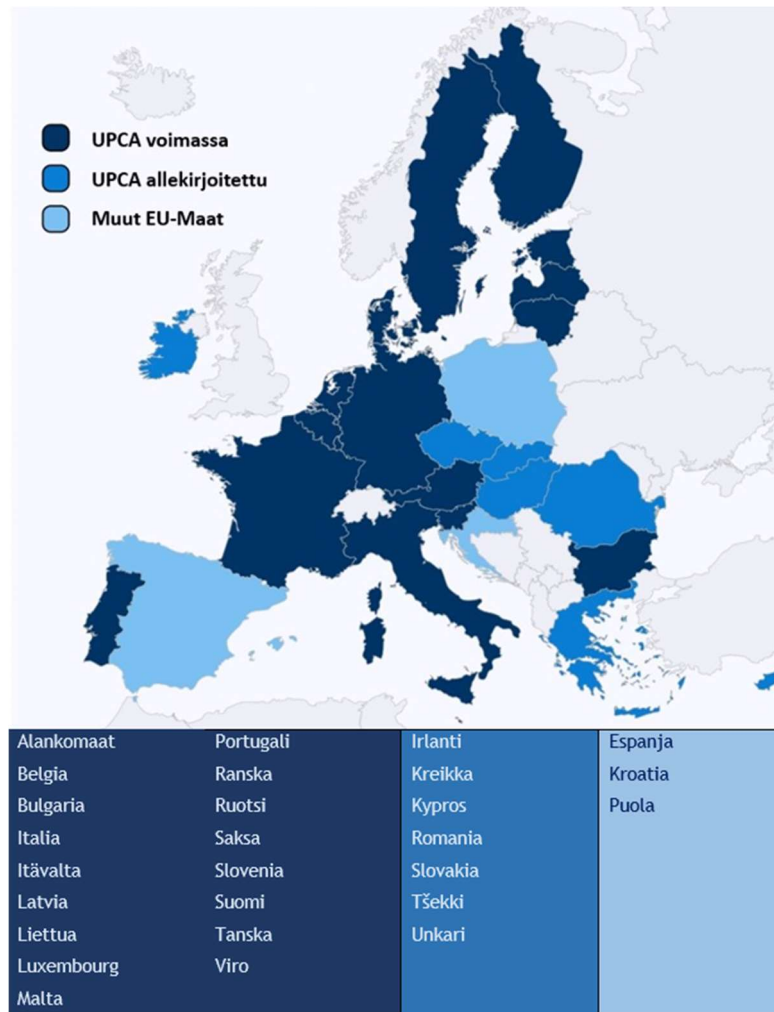 UPCA voimassa
UPCA allekirjoitettu
Muut EU-Maat
Alankomaat
Belgia
Bulgaria
Italia
Itävalta
Latvia
Liettua
Luxembourg
Malta
Portugali
Ranska
Ruotsi
Saksa
Slovenia
Suomi
Tanska
Viro
Irlanti
Kreikka
Kypros
Romania
Slovakia
Tšekki
Unkari
Espanja
Kroatia
Puola